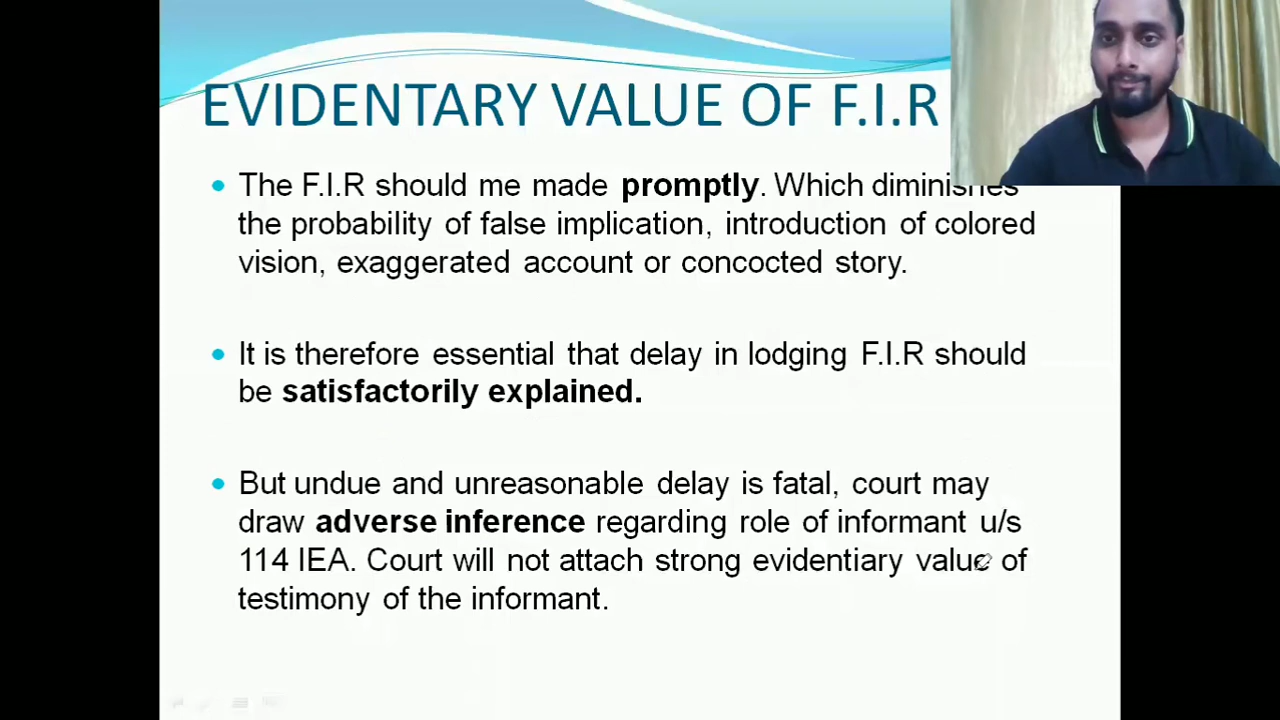 EVIDENTARY VALUE OF F.I.R
The F.I.R should me made promptly. Which diminishes
the probability of false implication, introduction of colored
vision, exaggerated account or concocted story.
It is therefore essential that delay in lodging F.I.R should
be satisfactorily explained.
But undue and unreasonable delay is fatal, court may
draw adverse inference regarding role of informant u/s
114 IEA. Court will not attach strong evidentiary value of
testimony of the informant.